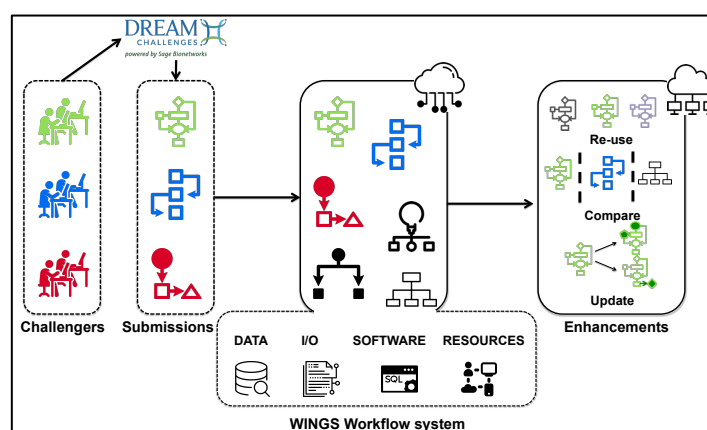 DREAM
CHALLENGES
powered by Sage Bionetworks
Re-use
Compare
Update
Challengers
Submissions
Enhancements
DATA
I/O
SOFTWARE
RESOURCES
SQL
WINGS Workflow system